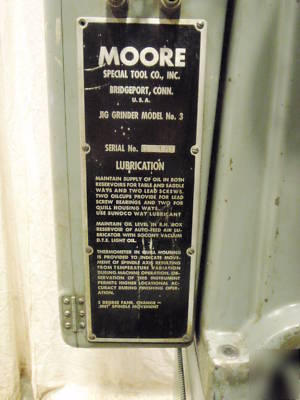 MOORE
SPECIAL TOOL CO., INC.
BRIDGEPORT, CONN.
U.S.A.
JIG GRINDER MODEL No. 3
SERIAL No.
LUBRICATION
MAINTAIN SUPPLY OF OIL IN BOTH
RESERVOIRS FOR TABLE AND SADDLE
WAYS AND TWO LEAD SCREWS.
TWO OILCUPS PROVIDE FOR LEAD
SCREW BEARINGS AND TWO FOR
QUILL HOUSING WAYS.
USE SUNOCO WAY LUBRICANT
MAINTAIN OIL LEVEL IN R.H. BOX
RESERVOIR OF AUTO-FEED AIR LU-
BRICATOR WITH SOCONY VACUUM
D.T.E. LIGHT OIL.
THERMOMETER IN QUILL HOUSING
IS PROVIDED TO INDICATE MOVE-
MENT OF SPINDLE AXIS RESULTING
FROM TEMPERATURE VARIATION
DURING MACHINE OPERATION. OB-
SERVATION OF THIS INSTRUMENT
PERMITS HIGHER LOCATIONAL AC-
CURACY DURING FINISHING OPER-
ATION.
DEGREE FAHR. CHANGE =
.0001" SPINDLE MOVEMENT